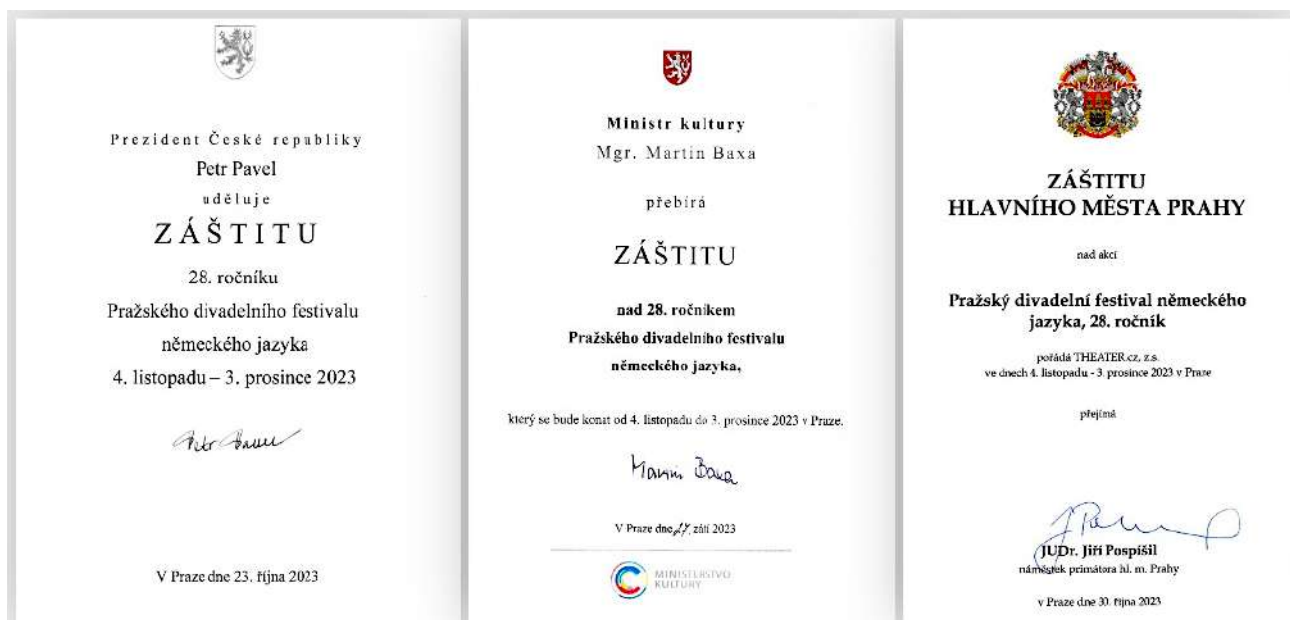 Prezident České republiky
Petr Pavel
uděluje
ZÁŠTITU
28. ročníku
Pražského divadelního festivalu
německého jazyka
4. listopadu – 3. prosince 2023
Petr Pavel
V Praze dne 23. října 2023
Ministr kultury
Mgr. Martin Baxa
přebírá
ZÁŠTITU
nad 28. ročníkem
Pražského divadelního festivalu
německého jazyka,
který se bude konat od 4. listopadu do 3. prosince 2023 v Praze.
Martin Baxa
V Praze dne 27. září 2023
MINISTERSTVO
KULTURY
ZÁŠTITU
HLAVNÍHO MĚSTA PRAHY
nad akcí
Pražský divadelní festival německého
jazyka, 28. ročník
pořádá THEATER.cz, z.s.
ve dnech 4. listopadu - 3. prosince 2023 v Praze
přejímá
JUDr. Jiří Pospíšil
náměstek primátora hl. m. Prahy
v Praze dne 30. října 2023